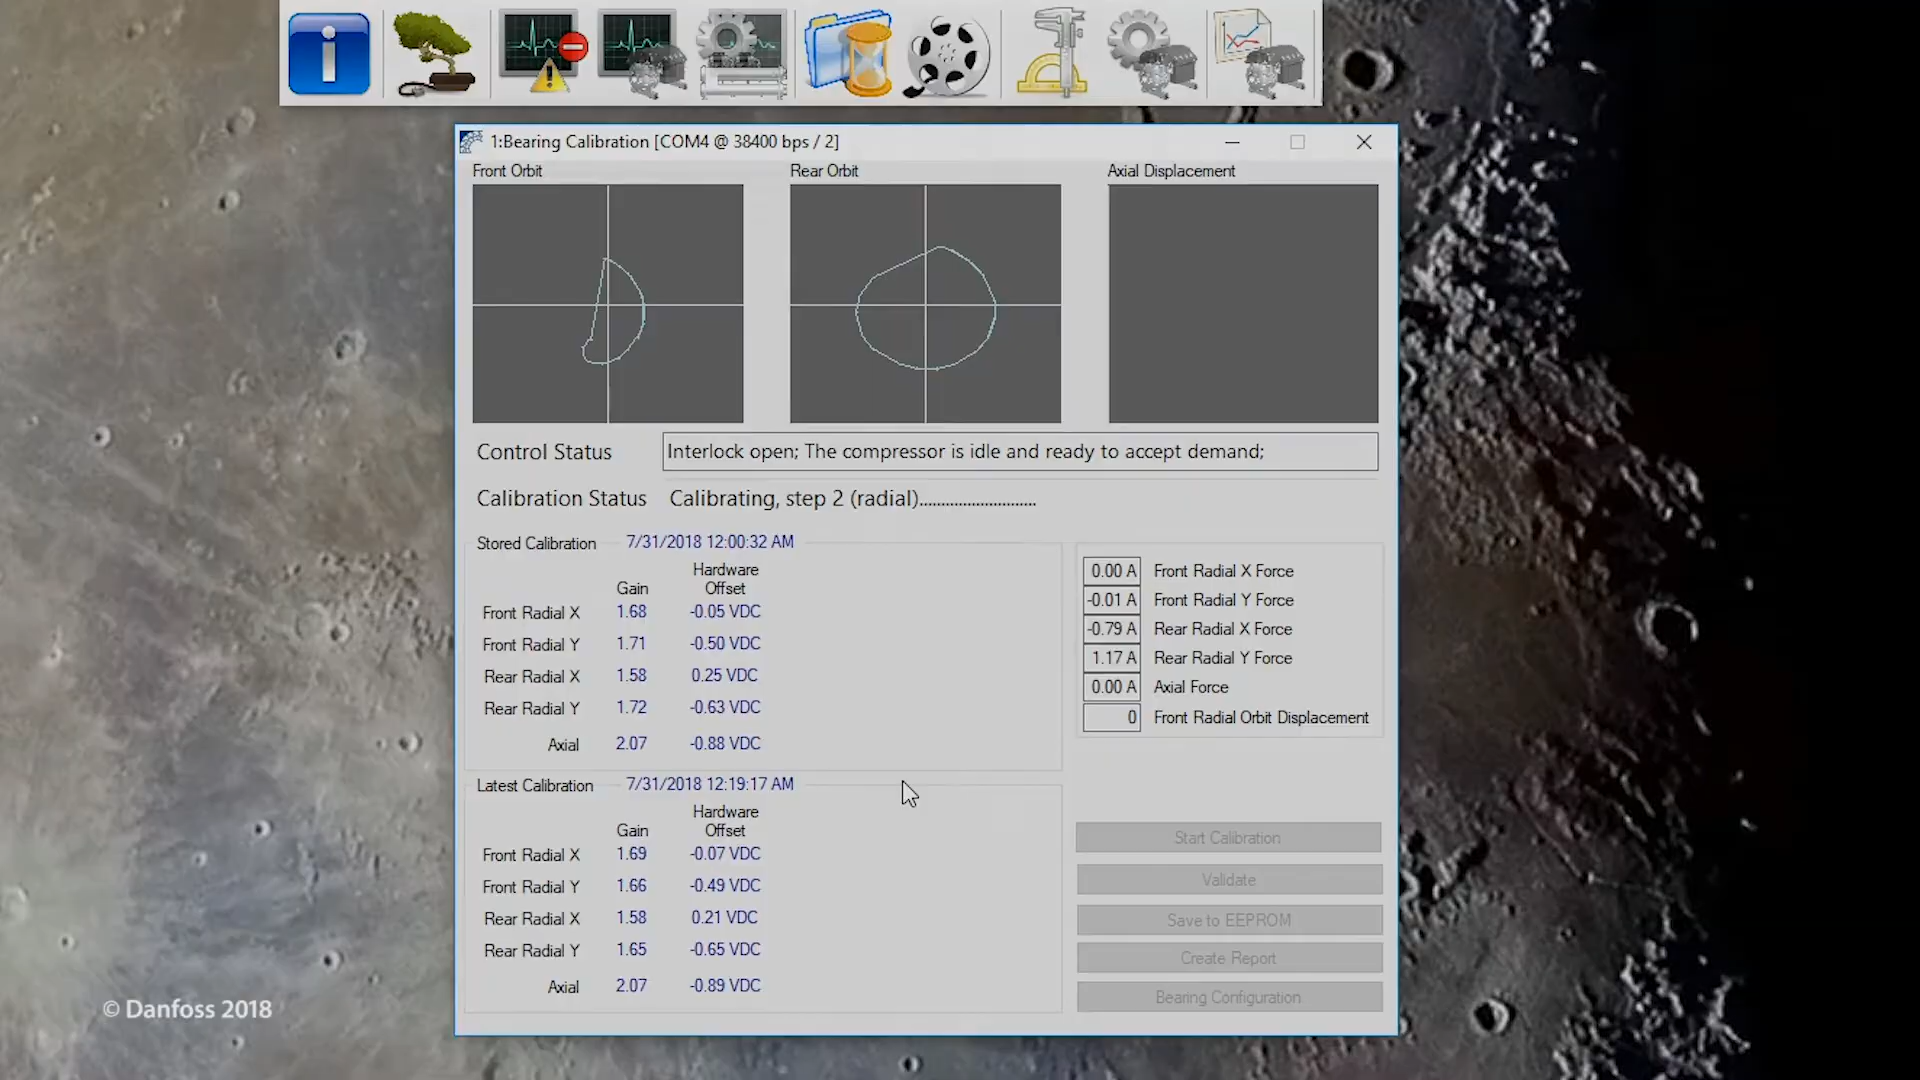 1:Bearing Calibration [COM4 @ 38400 bps / 2]
Front Orbit
Rear Orbit
Axial Displacement
Control Status
Interlock open; The compressor is idle and ready to accept demand;
Calibration Status
Calibrating, step 2 (radial)...........................
Stored Calibration 7/31/2018 12:00:32 AM
Hardware
Gain Offset
Front Radial X 1.68 -0.05 VDC
Front Radial Y 1.71 -0.50 VDC
Rear Radial X 1.58 0.25 VDC
Rear Radial Y 1.72 -0.63 VDC
Axial 2.07 -0.88 VDC
0.00 A Front Radial X Force
-0.01 A Front Radial Y Force
-0.79 A Rear Radial X Force
1.17 A Rear Radial Y Force
0.00 A Axial Force
0 Front Radial Orbit Displacement
Latest Calibration 7/31/2018 12:19:17 AM
Hardware
Gain Offset
Front Radial X 1.69 -0.07 VDC
Front Radial Y 1.66 -0.49 VDC
Rear Radial X 1.58 0.21 VDC
Rear Radial Y 1.65 -0.65 VDC
Axial 2.07 -0.89 VDC
Start Calibration
Validate
Save to EEPROM
Create Report
Bearing Configuration
© Danfoss 2018